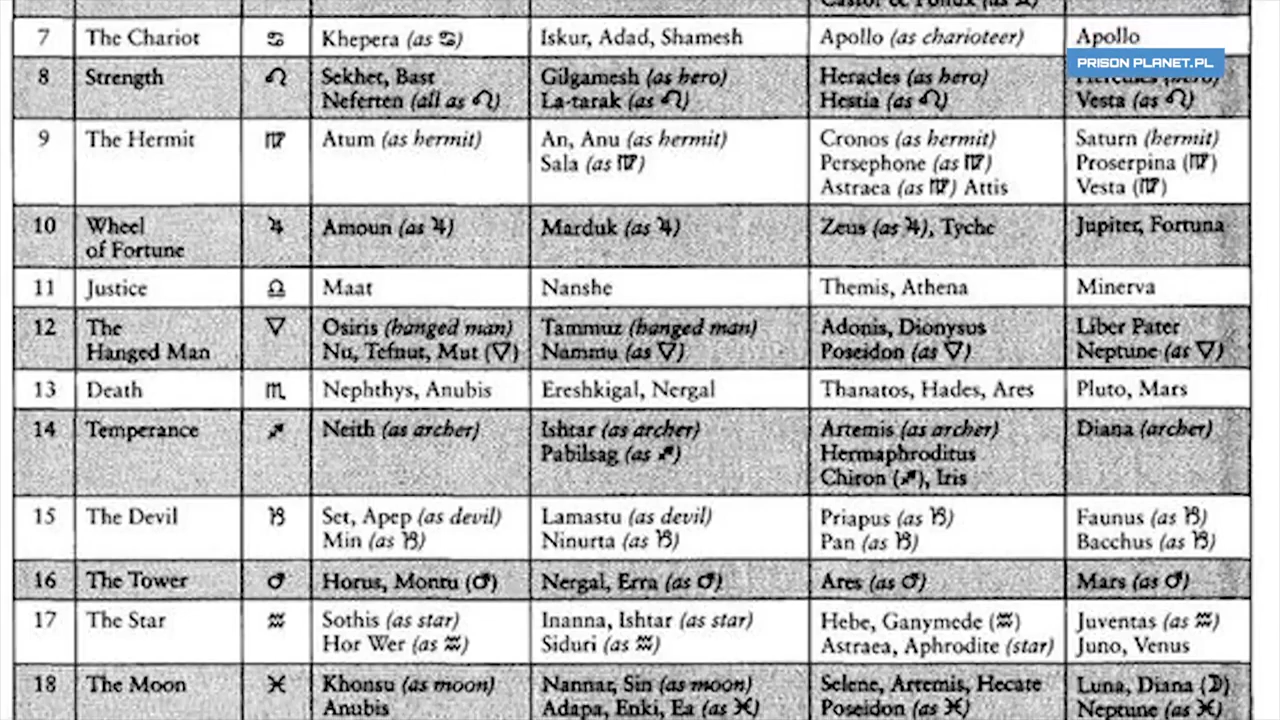 Castor & Pollux (as ♊)
7 The Chariot ♋ Khepera (as ♋) Iskur, Adad, Shamesh Apollo (as charioteer) Apollo
PRISON PLANET.PL
8 Strength ♌ Sekhet, Bast Gilgamesh (as hero) Heracles (as hero) Hercules (hero)
Neferten (all as ♌) La-tarak (as ♌) Hestia (as ♌) Vesta (as ♌)
9 The Hermit ♍ Atum (as hermit) An, Anu (as hermit) Cronos (as hermit) Saturn (hermit)
Sala (as ♍) Persephone (as ♍) Proserpina (♍)
Astraea (as ♍) Attis Vesta (♍)
10 Wheel ♃ Amoun (as ♃) Marduk (as ♃) Zeus (as ♃), Tyche Jupiter, Fortuna
of Fortune
11 Justice ♎ Maat Nanshe Themis, Athena Minerva
12 The ▽ Osiris (hanged man) Tammuz (hanged man) Adonis, Dionysus Liber Pater
Hanged Man Nu, Tefnut, Mut (▽) Nammu (as ▽) Poseidon (as ▽) Neptune (as ▽)
13 Death ♏ Nephthys, Anubis Ereshkigal, Nergal Thanatos, Hades, Ares Pluto, Mars
14 Temperance ♐ Neith (as archer) Ishtar (as archer) Artemis (as archer) Diana (archer)
Pabilsag (as ♐) Hermaphroditus
Chiron (♐), Iris
15 The Devil ♑ Set, Apep (as devil) Lamastu (as devil) Priapus (as ♑) Faunus (as ♑)
Min (as ♑) Ninurta (as ♑) Pan (as ♑) Bacchus (as ♑)
16 The Tower ♂ Horus, Montu (♂) Nergal, Erra (as ♂) Ares (as ♂) Mars (as ♂)
17 The Star ♒ Sothis (as star) Inanna, Ishtar (as star) Hebe, Ganymede (♒) Juventas (as ♒)
Hor Wer (as ♒) Siduri (as ♒) Astraea, Aphrodite (star) Juno, Venus
18 The Moon ♓ Khonsu (as moon) Nannar, Sin (as moon) Selene, Artemis, Hecate Luna, Diana (☽)
Anubis Adapa, Enki, Ea (as ♓) Poseidon (as ♓) Neptune (as ♓)